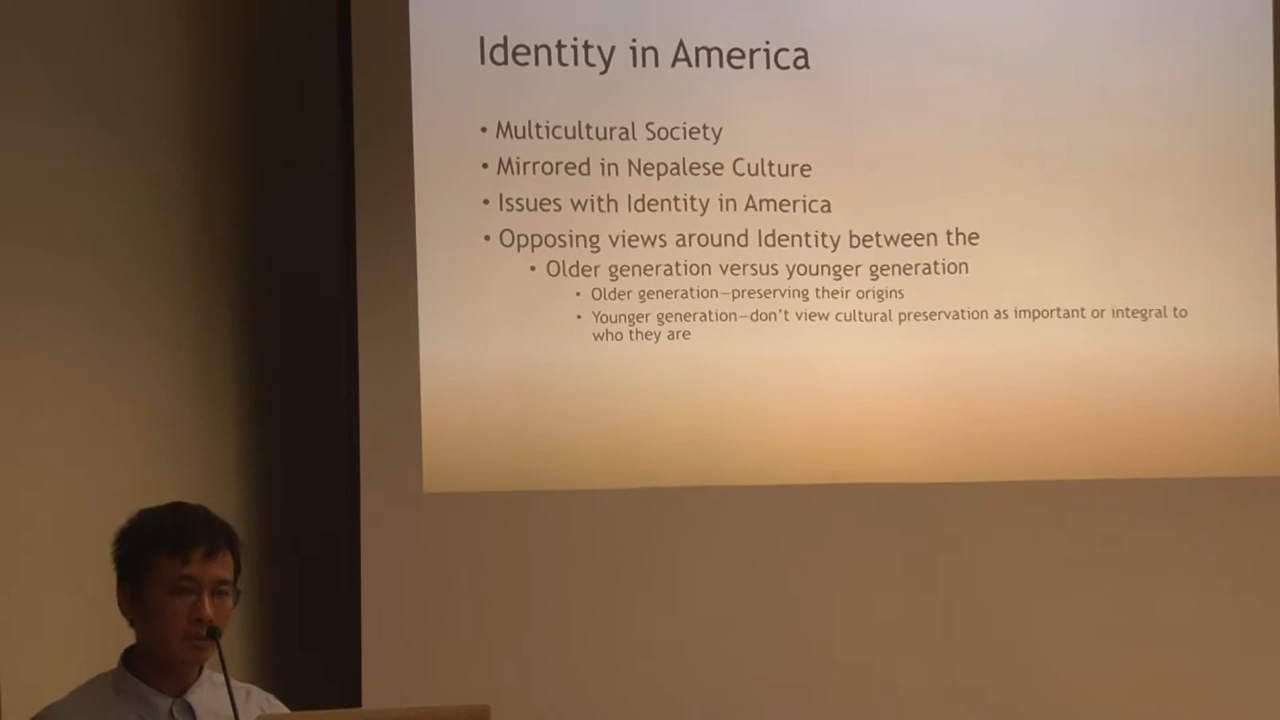 Identity in America
• Multicultural Society
• Mirrored in Nepalese Culture
• Issues with Identity in America
• Opposing views around Identity between the
• Older generation versus younger generation
• Older generation—preserving their origins
• Younger generation—don't view cultural preservation as important or integral to
who they are